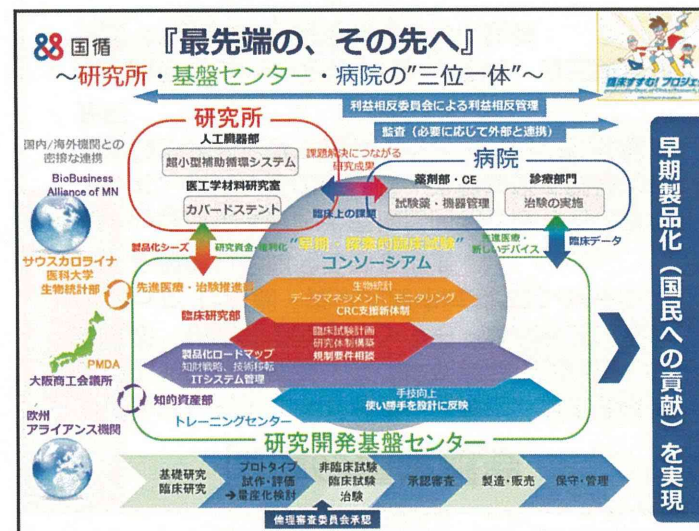 国循
『最先端の、その先へ』
～研究所・基盤センター・病院の"三位一体"～
臨床すすむ！プロジェクト
利益相反委員会による利益相反管理
監査（必要に応じて外部と連携）
研究所
人工臓器部
超小型補助循環システム
医工学材料研究室
カバードステント
課題解決につながる
研究成果
臨床上の課題
病院
薬剤部・CE
試験薬・機器管理
診療部門
治験の実施
国内/海外機関との
密接な連携
BioBusiness
Alliance of MN
サウスカロライナ
医科大学
生物統計部
PMDA
大阪商工会議所
欧州
アライアンス機関
製品化シーズ
研究資金・権利化
"早期・探索的臨床試験"
コンソーシアム
先進医療・
新しいデバイス
臨床データ
先進医療・治験推進部
生物統計
データマネジメント、モニタリング
CRC支援新体制
臨床研究部
臨床試験計画
研究体制構築
規制要件相談
製品化ロードマップ
知財戦略、技術移転
ITシステム管理
知的資産部
手技向上
使い勝手を設計に反映
トレーニングセンター
研究開発基盤センター
基礎研究
臨床研究
プロトタイプ
試作・評価
→量産化検討
非臨床試験
臨床試験
治験
承認審査
製造・販売
保守・管理
倫理審査委員会承認
早期製品化（国民への貢献）を実現